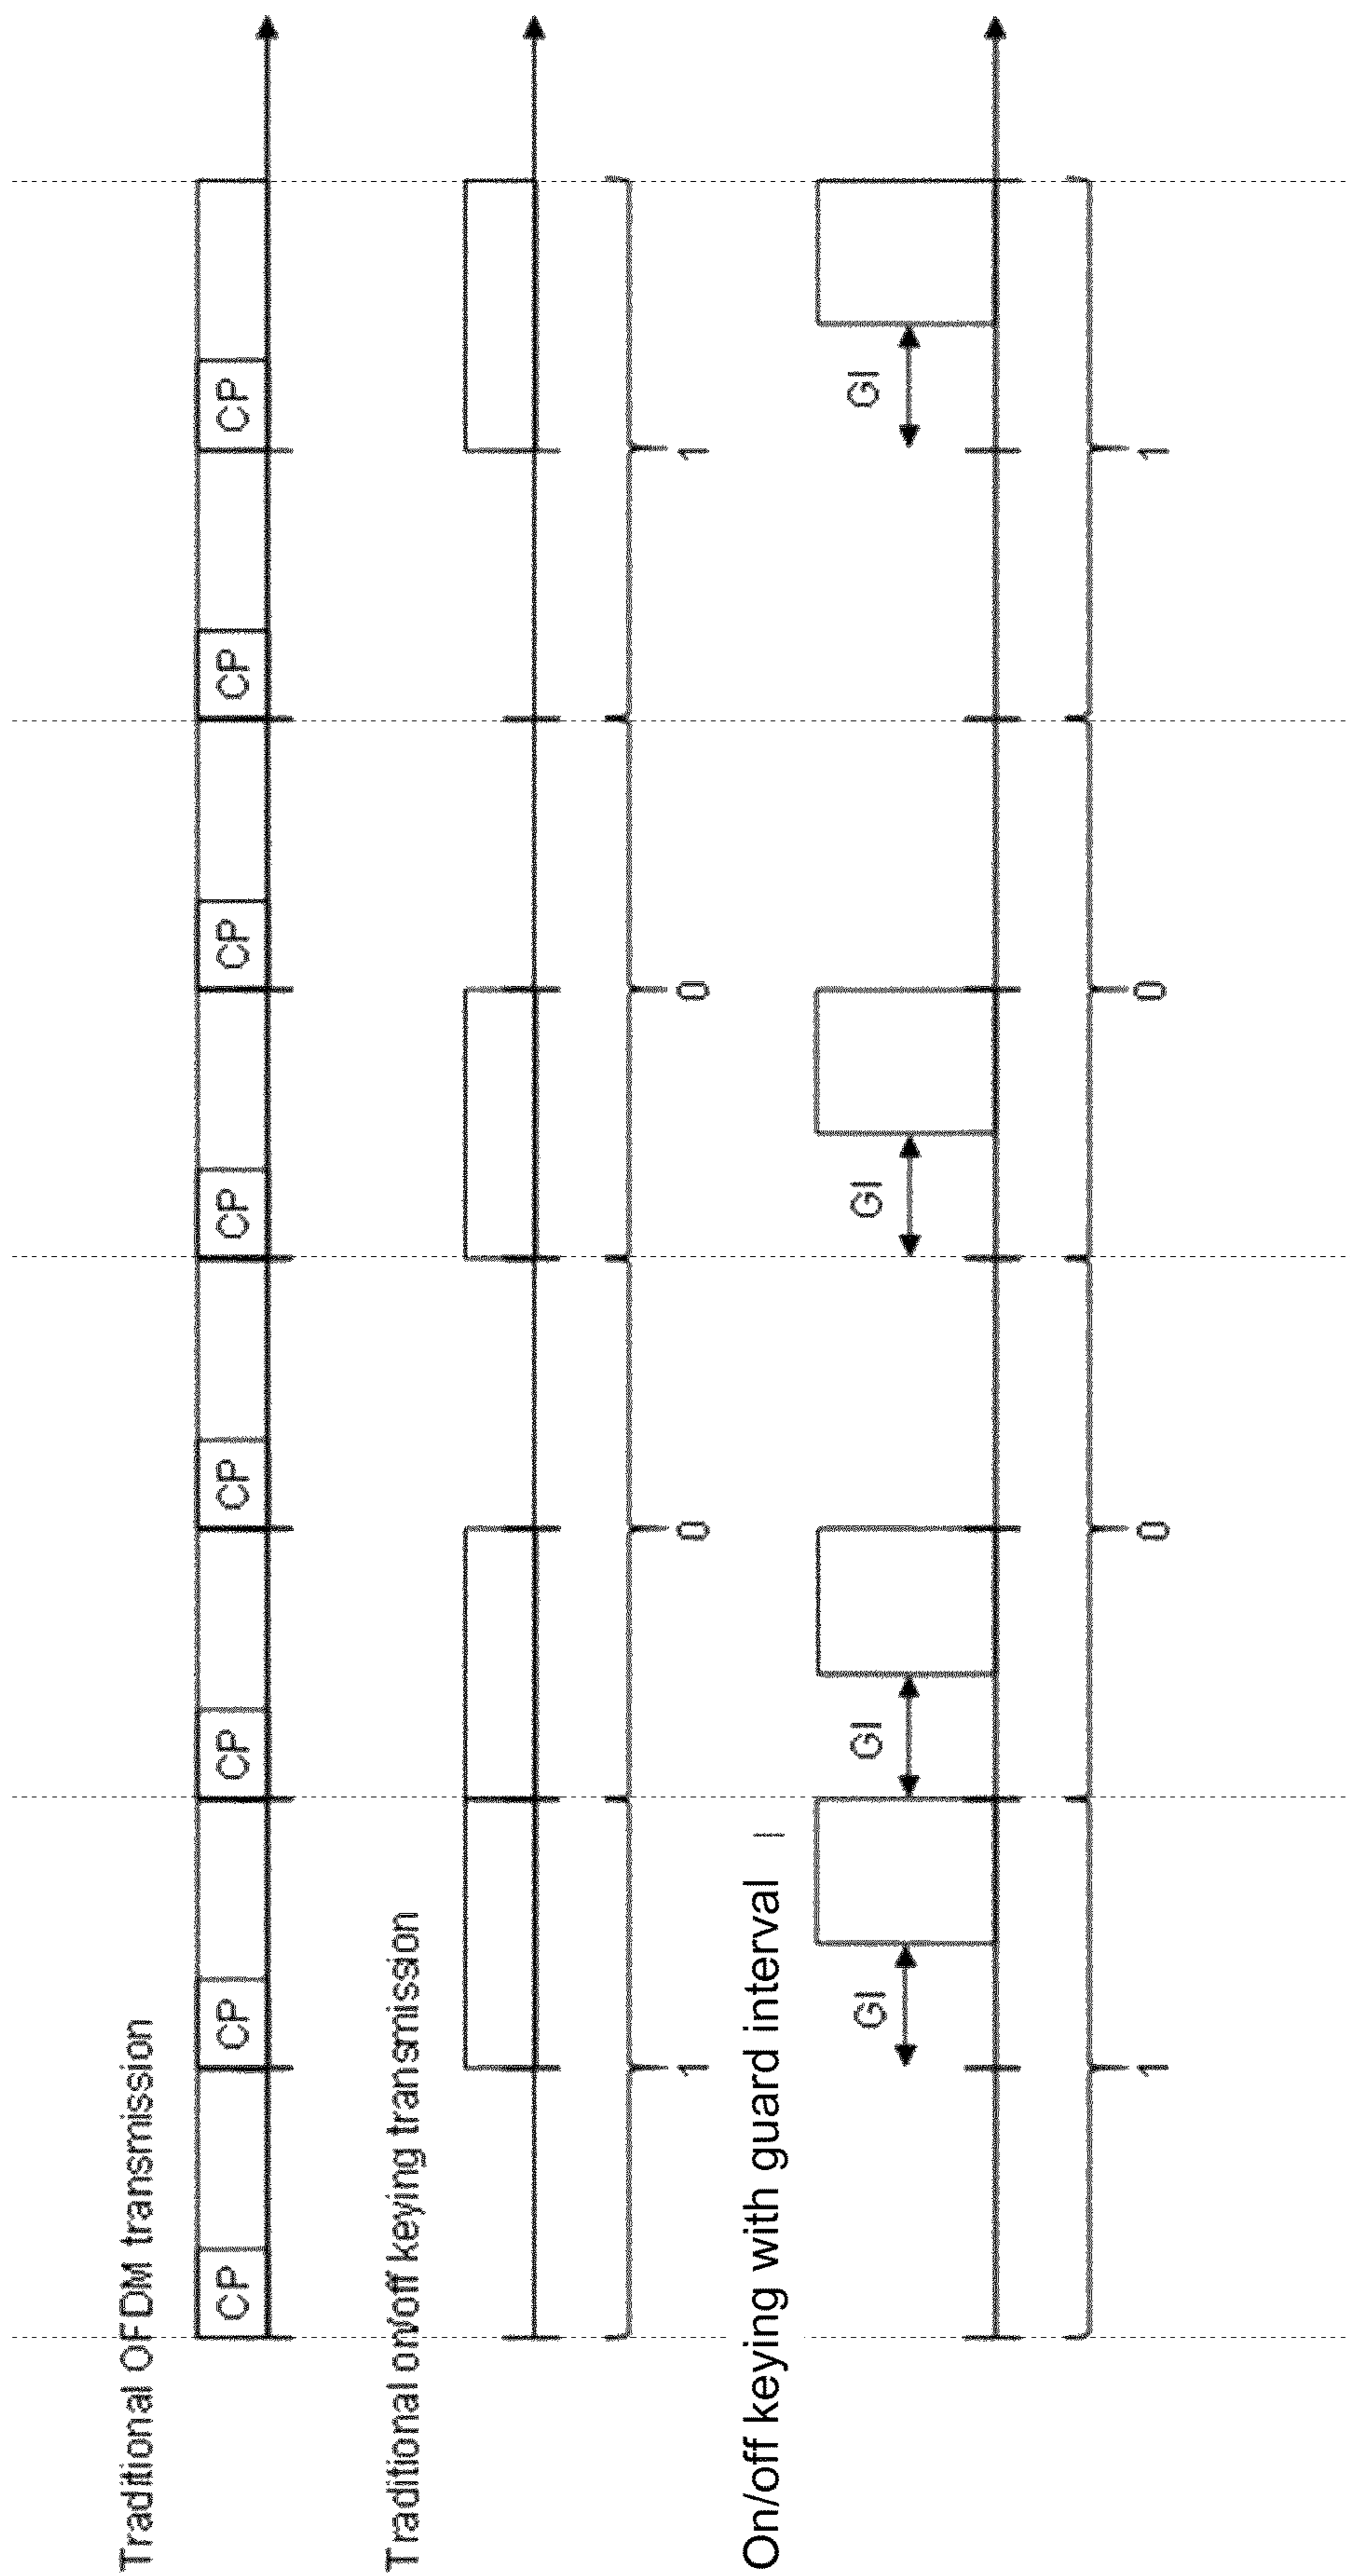 Traditional OFDM transmission
CP CP CP CP CP CP CP CP
Traditional on/off keying transmission
1 0 0 1
On/off keying with guard interval
GI GI GI GI
1 0 0 1